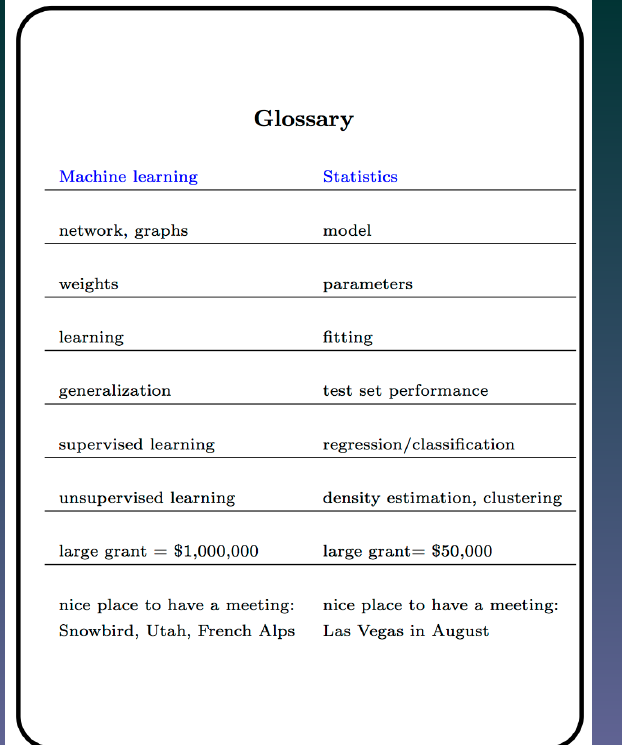 Glossary
Machine learning Statistics
network, graphs model
weights parameters
learning fitting
generalization test set performance
supervised learning regression/classification
unsupervised learning density estimation, clustering
large grant = $1,000,000 large grant= $50,000
nice place to have a meeting: nice place to have a meeting:
Snowbird, Utah, French Alps Las Vegas in August